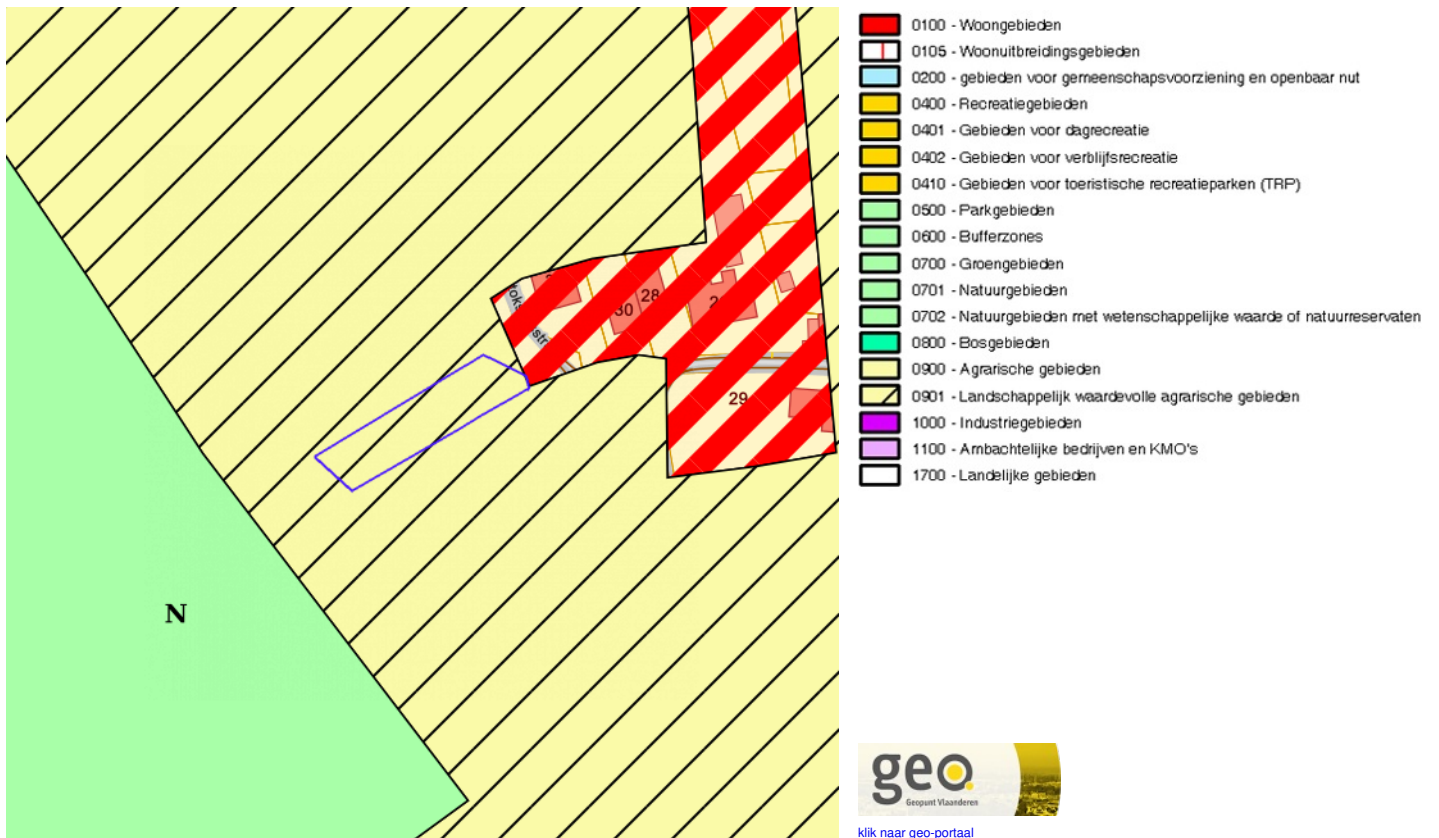 0100 - Woongebieden
0105 - Woonuitbreidingsgebieden
0200 - gebieden voor gemeenschapsvoorziening en openbaar nut
0400 - Recreatiegebieden
0401 - Gebieden voor dagrecreatie
0402 - Gebieden voor verblijfsrecreatie
0410 - Gebieden voor toeristische recreatieparken (TRP)
0500 - Parkgebieden
0600 - Bufferzones
0700 - Groengebieden
0701 - Natuurgebieden
0702 - Natuurgebieden met wetenschappelijke waarde of natuurreservaten
0800 - Bosgebieden
0900 - Agrarische gebieden
0901 - Landschappelijk waardevolle agrarische gebieden
1000 - Industriegebieden
1100 - Ambachtelijke bedrijven en KMO's
1700 - Landelijke gebieden
28
30
29
N
geo
Geopunt Vlaanderen
klik naar geo-portaal